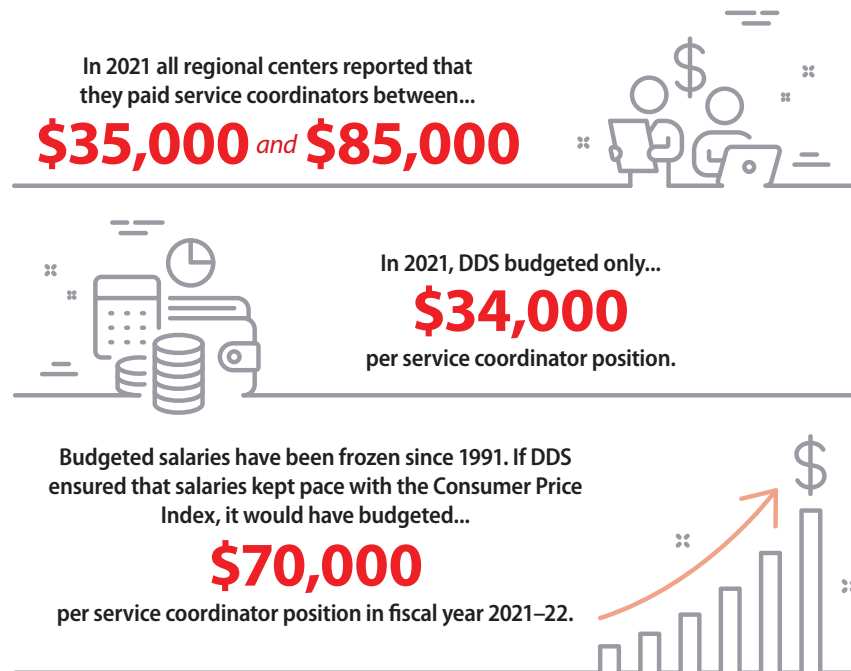 In 2021 all regional centers reported that
they paid service coordinators between...
$35,000 and $85,000
In 2021, DDS budgeted only...
$34,000
per service coordinator position.
Budgeted salaries have been frozen since 1991. If DDS
ensured that salaries kept pace with the Consumer Price
Index, it would have budgeted...
$70,000
per service coordinator position in fiscal year 2021–22.